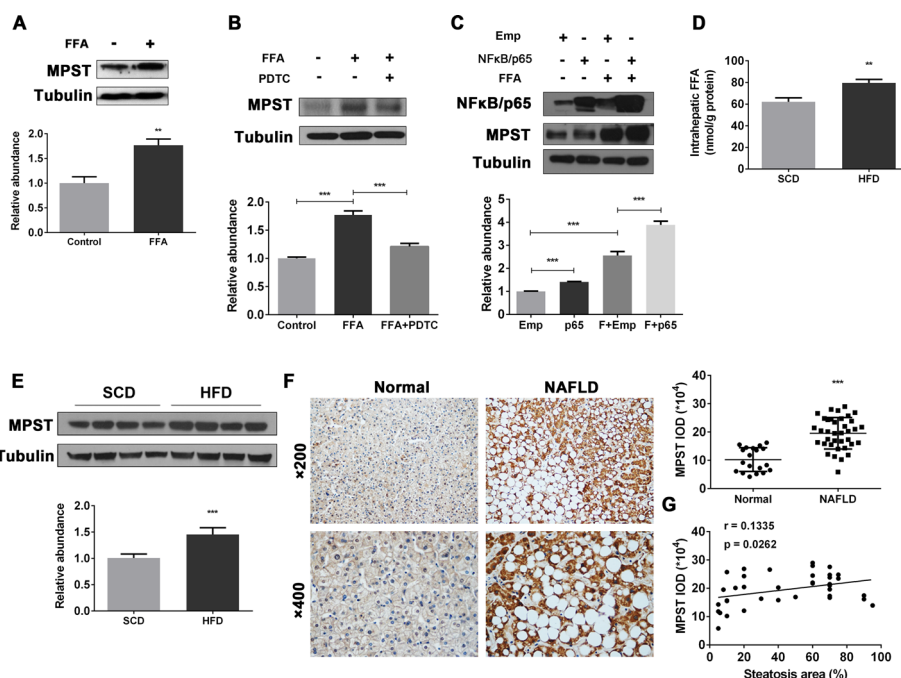 A
FFA - +
MPST
Tubulin
Relative abundance
2.0
1.5
1.0
0.5
0.0
**
Control FFA
B
FFA - + +
PDTC - - +
MPST
Tubulin
Relative abundance
2.0
1.5
1.0
0.5
0.0
*** ***
Control FFA FFA+PDTC
C
Emp + - + -
NFκB/p65 - + - +
FFA - - + +
NFκB/p65
MPST
Tubulin
Relative abundance
5
4
3
2
1
0
***
***
***
Emp p65 F+Emp F+p65
D
Intrahepatic FFA
(nmol/g protein)
100
80
60
40
20
0
**
SCD HFD
E
SCD HFD
MPST
Tubulin
Relative abundance
2.0
1.5
1.0
0.5
0.0
***
SCD HFD
F
Normal NAFLD
×200
×400
MPST IOD (*10⁴)
40
30
20
10
0
***
Normal NAFLD
G
MPST IOD (*10⁴)
40
30
20
10
0
r = 0.1335
p = 0.0262
0 20 40 60 80 100
Steatosis area (%)